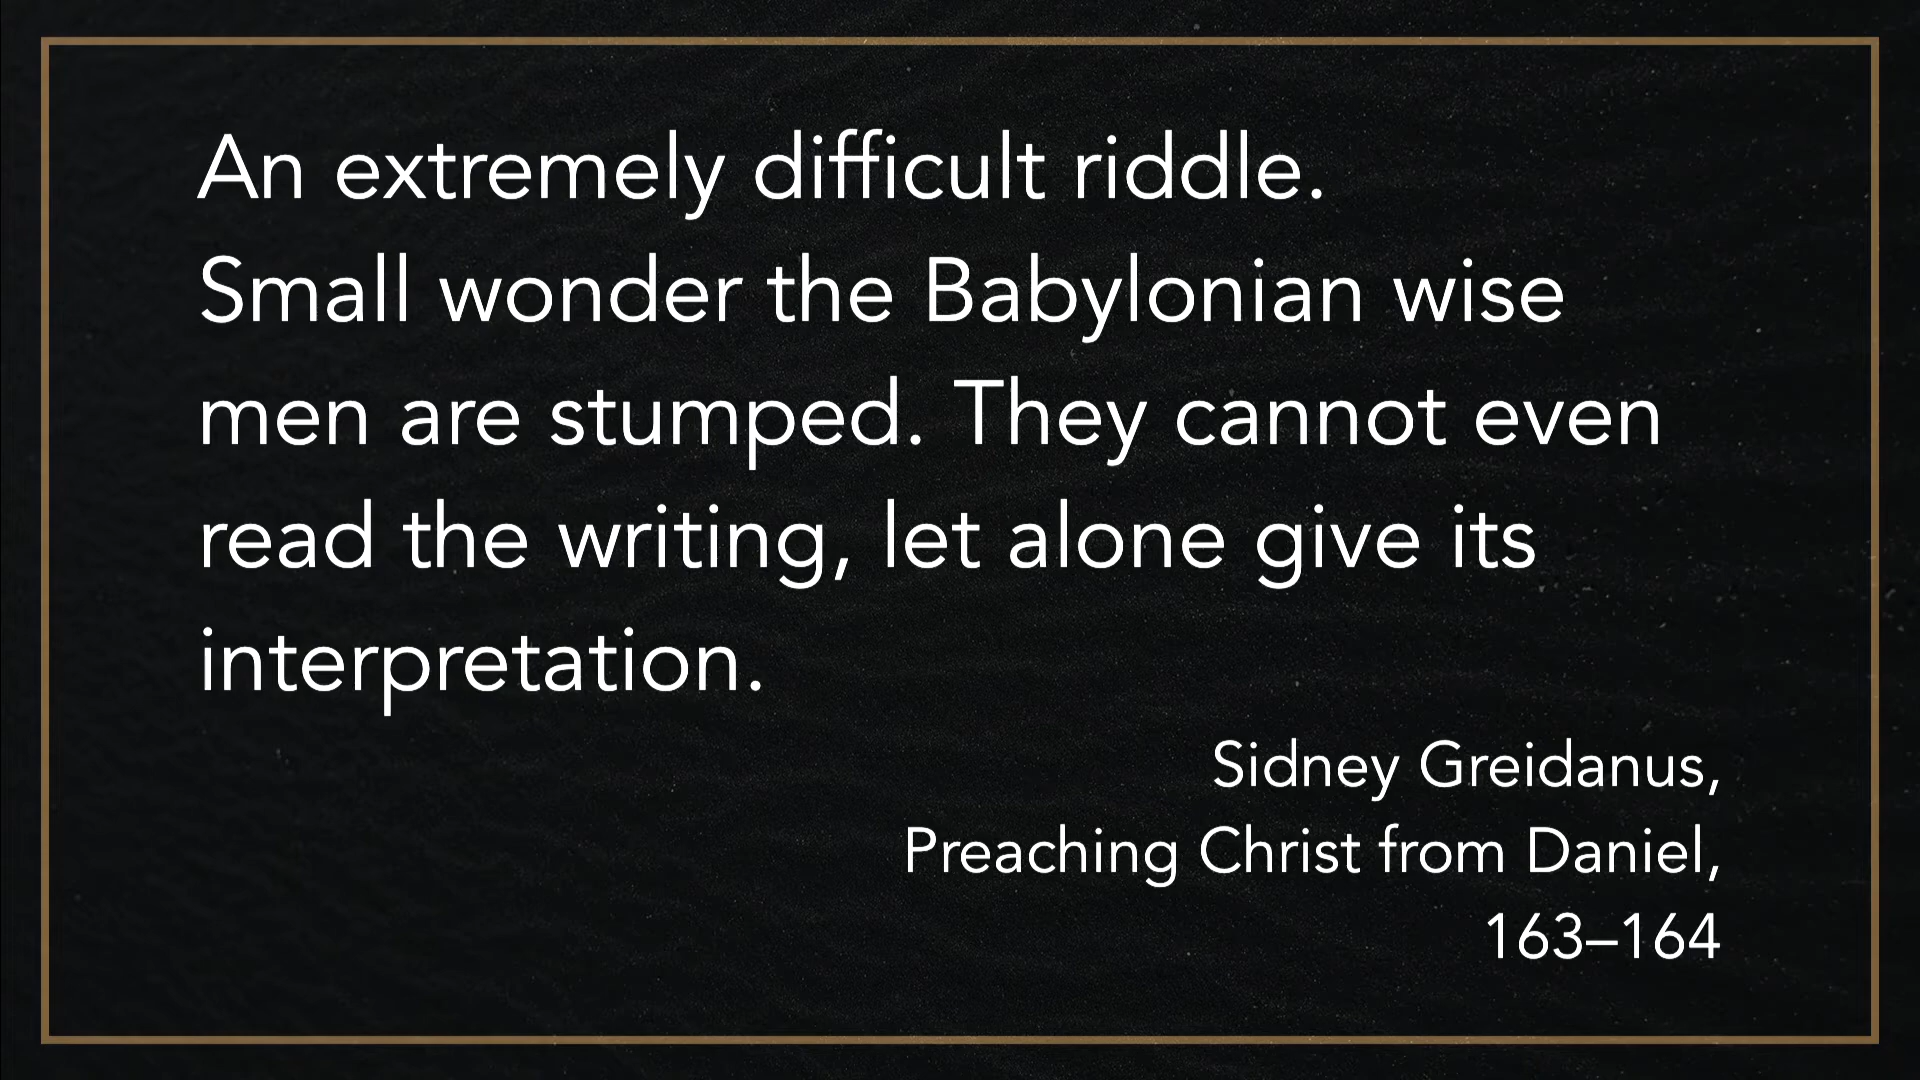 An extremely difficult riddle.
Small wonder the Babylonian wise
men are stumped. They cannot even
read the writing, let alone give its
interpretation.
Sidney Greidanus,
Preaching Christ from Daniel,
163–164